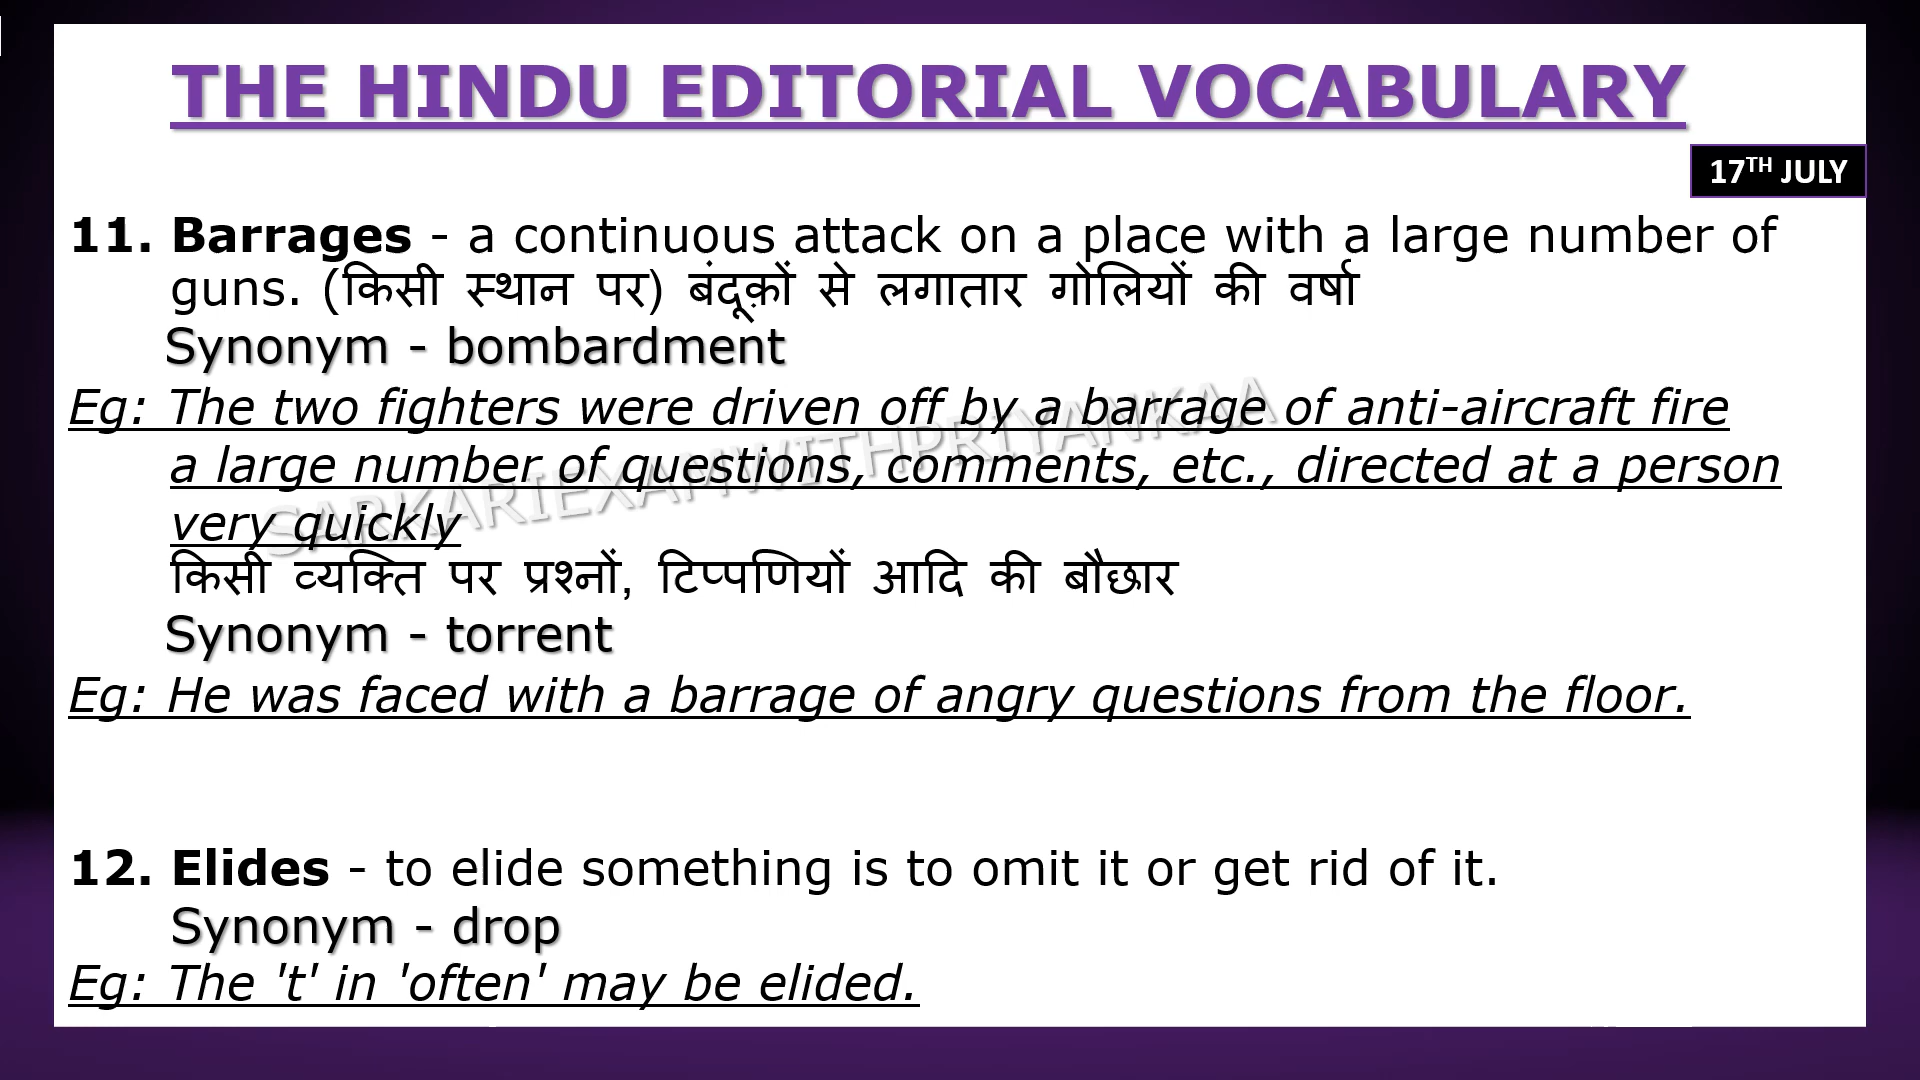 THE HINDU EDITORIAL VOCABULARY
17TH JULY
11. Barrages - a continuous attack on a place with a large number of
guns. (किसी स्थान पर) बंदूक़ों से लगातार गोलियों की वर्षा
Synonym - bombardment
Eg: The two fighters were driven off by a barrage of anti-aircraft fire
a large number of questions, comments, etc., directed at a person
very quickly
SARKARIEXAMWITHPRIYANKAA
किसी व्यक्ति पर प्रश्नों, टिप्पणियों आदि की बौछार
Synonym - torrent
Eg: He was faced with a barrage of angry questions from the floor.
12. Elides - to elide something is to omit it or get rid of it.
Synonym - drop
Eg: The 't' in 'often' may be elided.